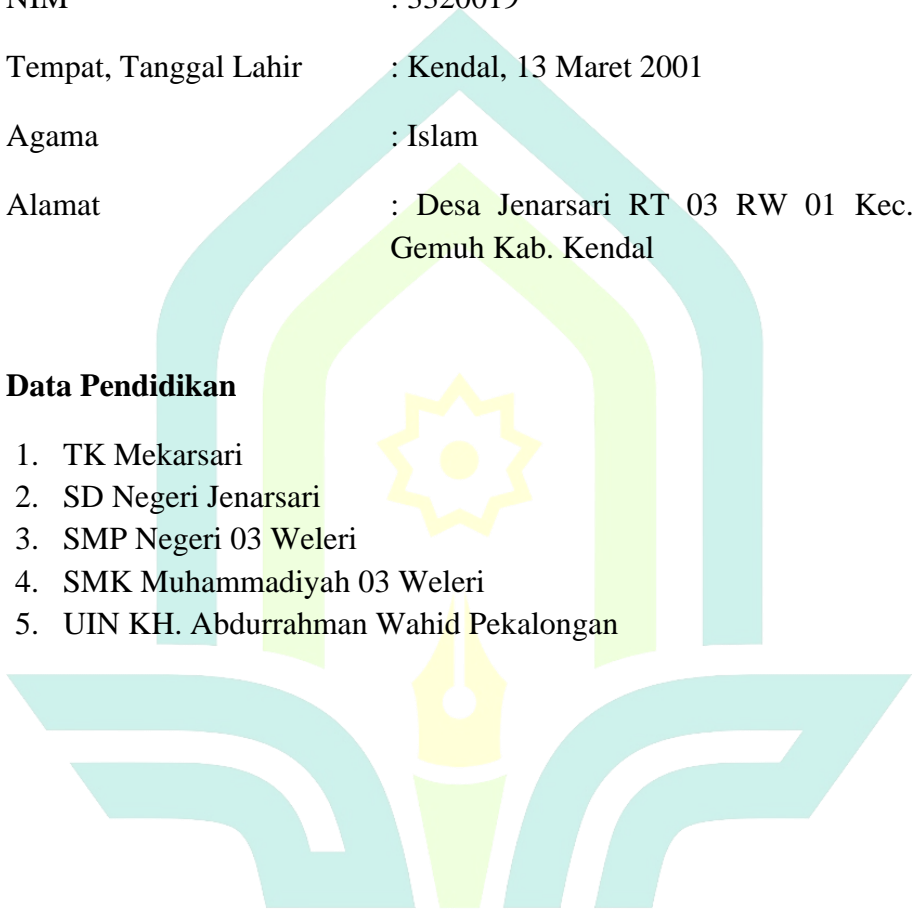 NIM :
Tempat, Tanggal Lahir : Kendal, 13 Maret 2001
Agama : Islam
Alamat : Desa Jenarsari RT 03 RW 01 Kec.
Gemuh Kab. Kendal
Data Pendidikan
1. TK Mekarsari
2. SD Negeri Jenarsari
3. SMP Negeri 03 Weleri
4. SMK Muhammadiyah 03 Weleri
5. UIN KH. Abdurrahman Wahid Pekalongan